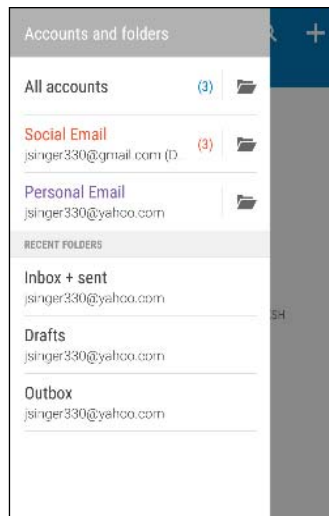 Accounts and folders
All accounts (3)
Social Email (3)
jsinger330@gmail.com (D...
Personal Email
jsinger330@yahoo.com
RECENT FOLDERS
Inbox + sent
jsinger330@yahoo.com
Drafts
jsinger330@yahoo.com
Outbox
jsinger330@yahoo.com
SH